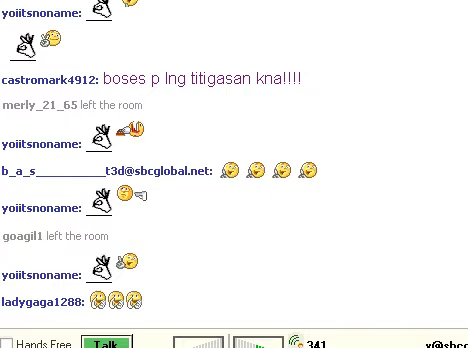 yoiitsnoname:
castromark4912: boses p lng titigasan kna!!!!
merly_21_65 left the room
yoiitsnoname:
b_a_s__________t3d@sbcglobal.net:
yoiitsnoname:
goagil1 left the room
yoiitsnoname:
ladygaga1288:
Hands Free Talk 341